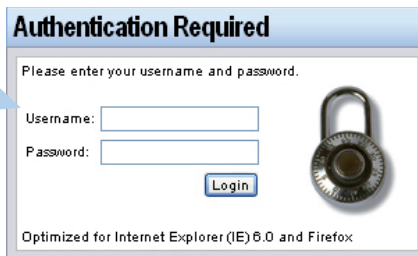 Authentication Required
Please enter your username and password.
Username:
Password:
Login
Optimized for Internet Explorer (IE) 6.0 and Firefox